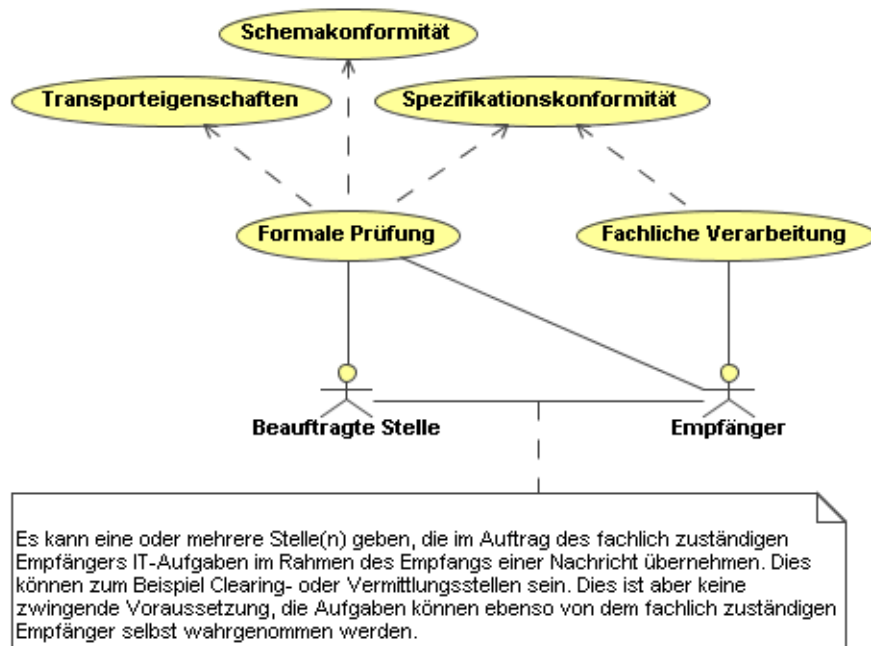 Schemakonformität
Transporteigenschaften
Spezifikationskonformität
Formale Prüfung
Fachliche Verarbeitung
Beauftragte Stelle
Empfänger
Es kann eine oder mehrere Stelle(n) geben, die im Auftrag des fachlich zuständigen
Empfängers IT-Aufgaben im Rahmen des Empfangs einer Nachricht übernehmen. Dies
können zum Beispiel Clearing- oder Vermittlungsstellen sein. Dies ist aber keine
zwingende Voraussetzung, die Aufgaben können ebenso von dem fachlich zuständigen
Empfänger selbst wahrgenommen werden.